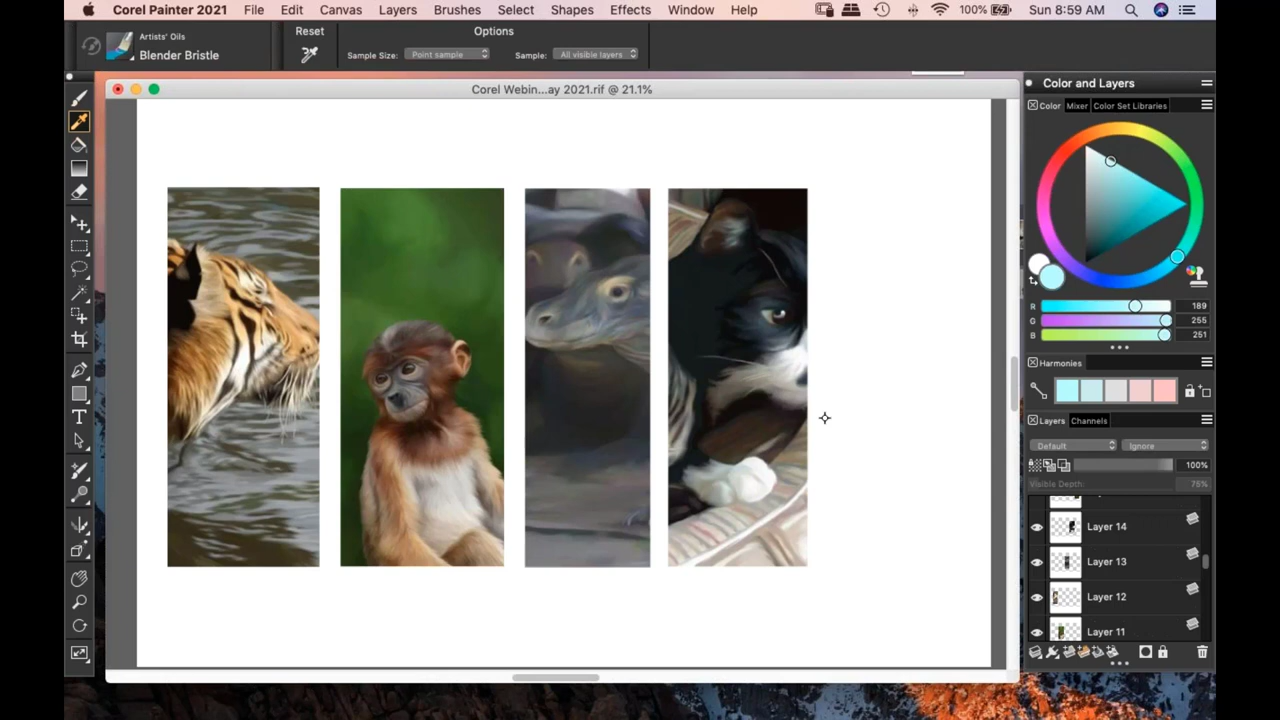 Corel Painter 2021 File Edit Canvas Layers Brushes Select Shapes Effects Window Help 100% Sun 8:59 AM
Artists' Oils
Blender Bristle
Reset
Options
Sample Size: Point sample Sample: All visible layers
Corel Webin...ay 2021.rif @ 21.1%
Color and Layers
Color Mixer Color Set Libraries
R 189
G 255
B 251
Harmonies
Layers Channels
Default Ignore
100%
Visible Depth: 75%
Layer 14
Layer 13
Layer 12
Layer 11
T